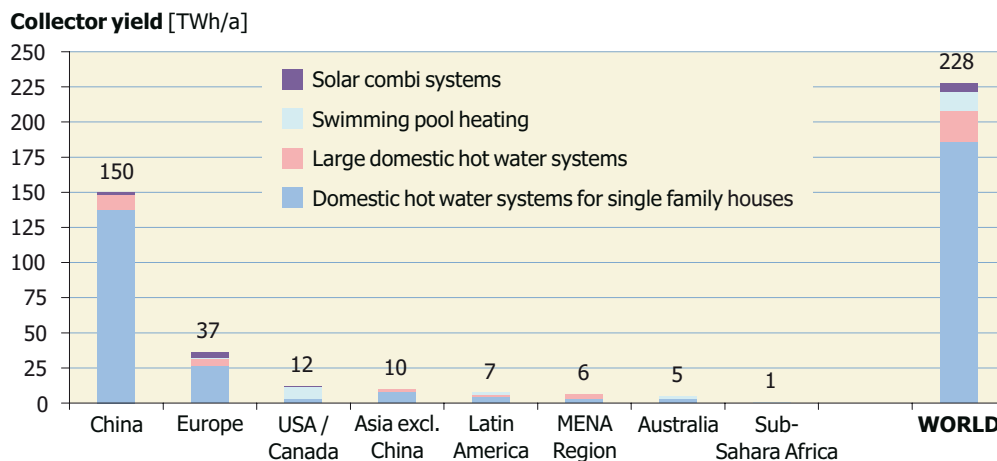 Collector yield [TWh/a]
250
225
200
175
150
125
100
75
50
25
0
Solar combi systems
Swimming pool heating
Large domestic hot water systems
Domestic hot water systems for single family houses
150
37
12
10
7
6
5
1
228
China
Europe
USA /
Canada
Asia excl.
China
Latin
America
MENA
Region
Australia
Sub-
Sahara Africa
WORLD